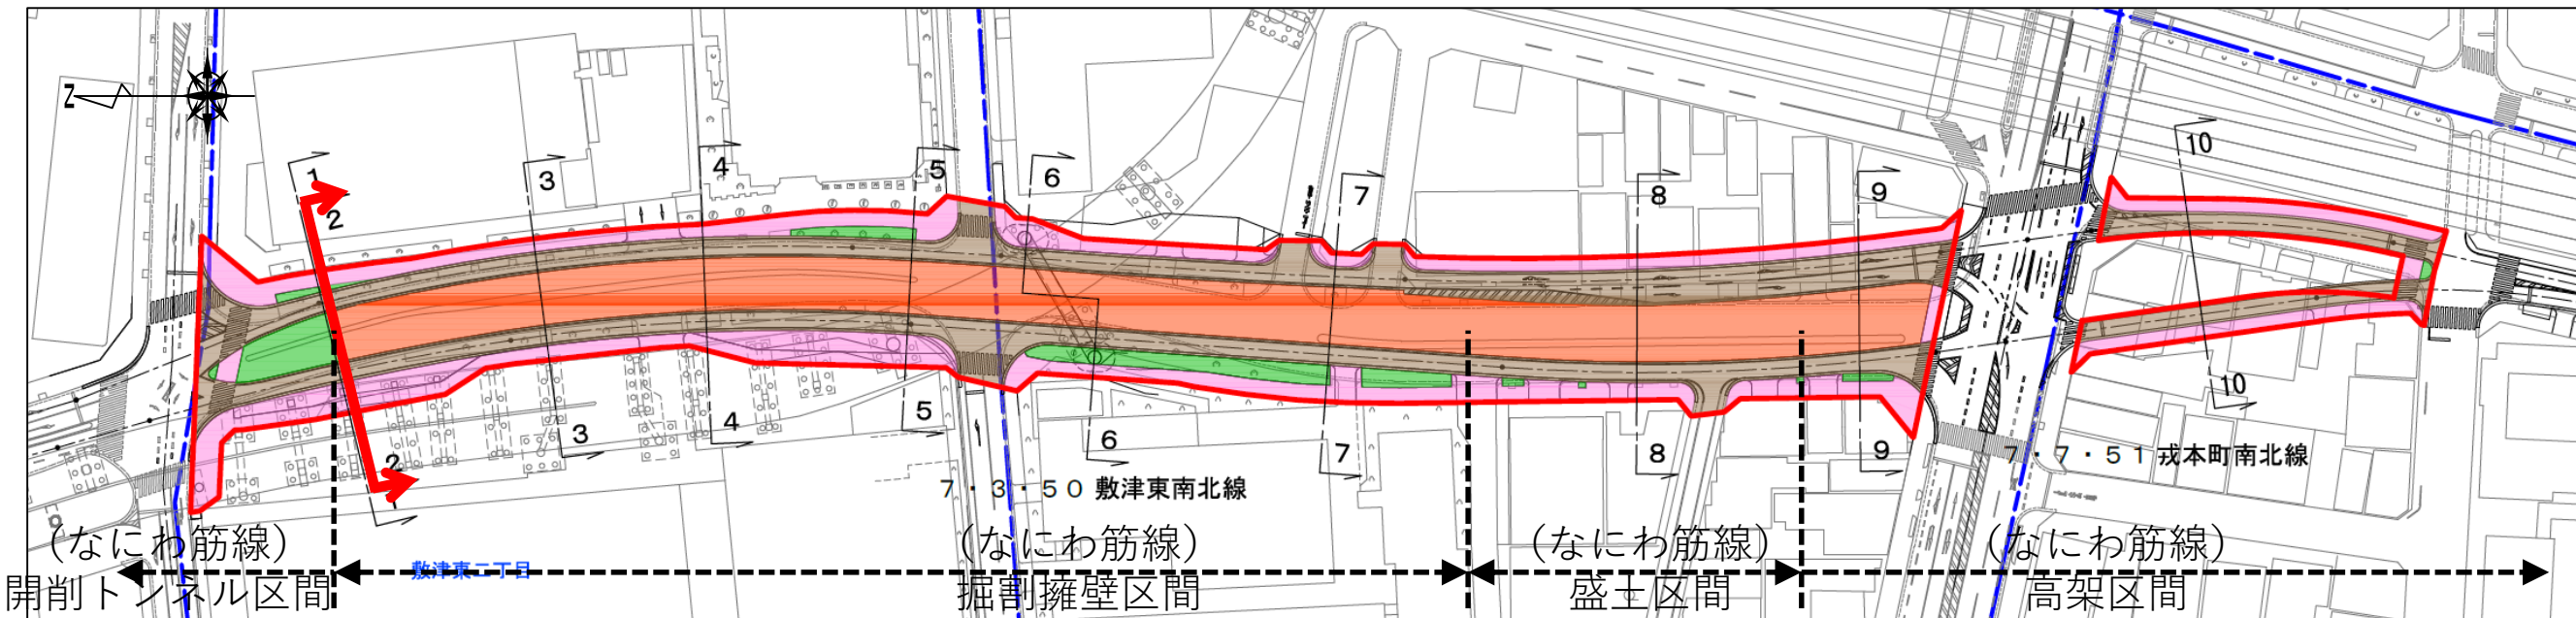 Z
1
2
3
4
5
6
7
8
9
10
2
1
3
4
5
6
7
8
9
10
7・3・50 敷津東南北線
7・7・51 戎本町南北線
敷津東二丁目
(なにわ筋線)
開削トンネル区間
(なにわ筋線)
掘割擁壁区間
(なにわ筋線)
盛土区間
(なにわ筋線)
高架区間